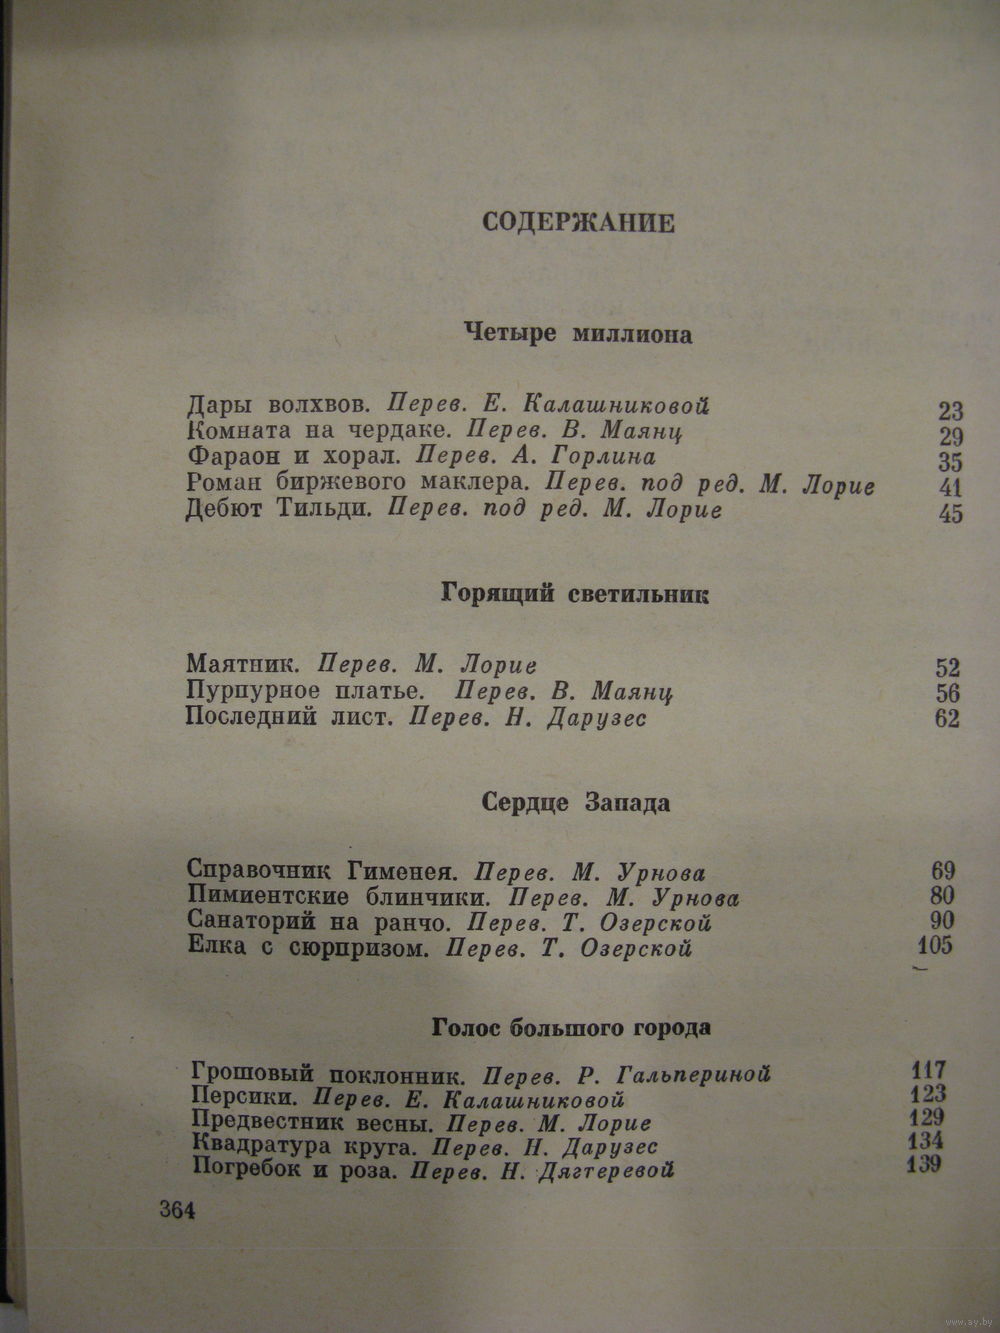 СОДЕРЖАНИЕ
Четыре миллиона
Дары волхвов. Перев. Е. Калашниковой 23
Комната на чердаке. Перев. В. Маянц 29
Фараон и хорал. Перев. А. Горлина 35
Роман биржевого маклера. Перев. под ред. М. Лорие 41
Дебют Тильди. Перев. под ред. М. Лорие 45
Горящий светильник
Маятник. Перев. М. Лорие 52
Пурпурное платье. Перев. В. Маянц 56
Последний лист. Перев. Н. Дарузес 62
Сердце Запада
Справочник Гименея. Перев. М. Урнова 69
Пимиентские блинчики. Перев. М. Урнова 80
Санаторий на ранчо. Перев. Т. Озерской 90
Елка с сюрпризом. Перев. Т. Озерской 105
Голос большого города
Грошовый поклонник. Перев. Р. Гальпериной 117
Персики. Перев. Е. Калашниковой 123
Предвестник весны. Перев. М. Лорие 129
Квадратура круга. Перев. Н. Дарузес 134
Погребок и роза. Перев. Н. Дягтеревой 139
364
www.ay.by